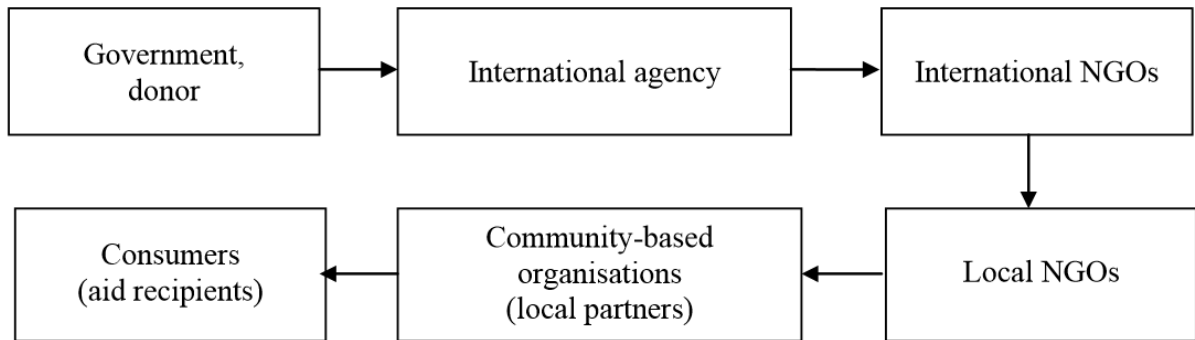 Government,
donor
International agency
International NGOs
Consumers
(aid recipients)
Community-based
organisations
(local partners)
Local NGOs